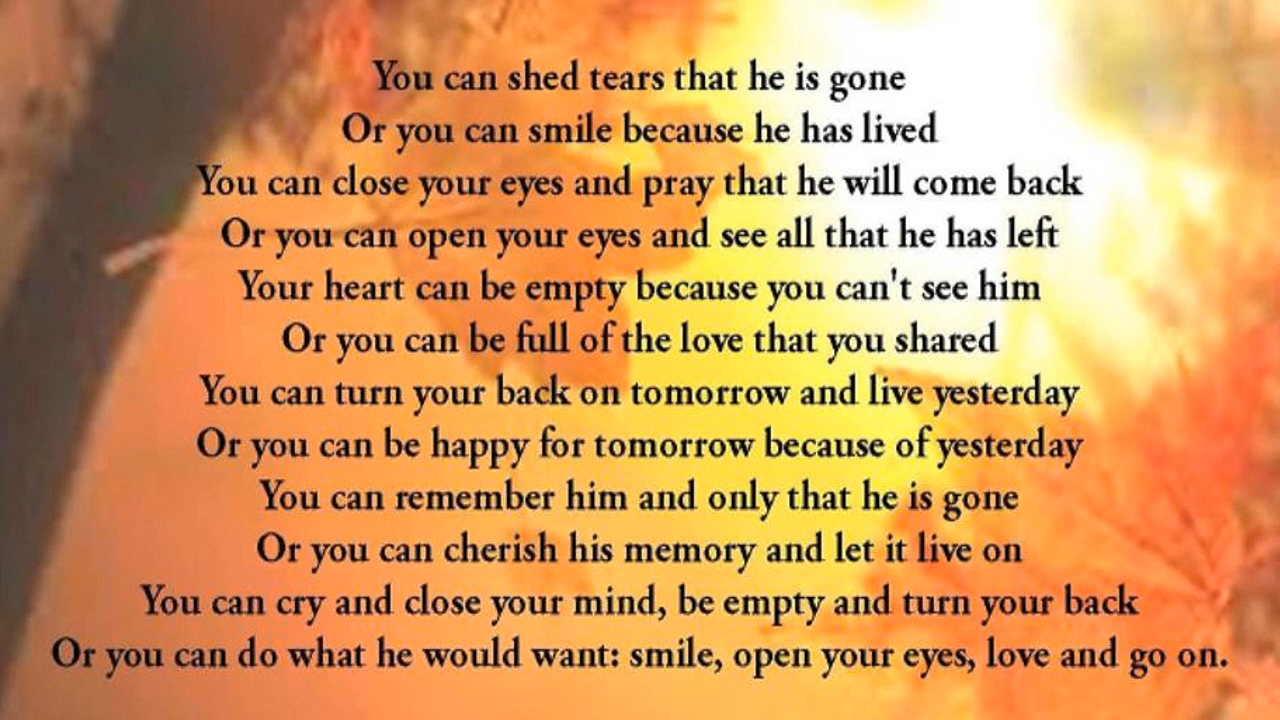 You can shed tears that he is gone
Or you can smile because he has lived
You can close your eyes and pray that he will come back
Or you can open your eyes and see all that he has left
Your heart can be empty because you can't see him
Or you can be full of the love that you shared
You can turn your back on tomorrow and live yesterday
Or you can be happy for tomorrow because of yesterday
You can remember him and only that he is gone
Or you can cherish his memory and let it live on
You can cry and close your mind, be empty and turn your back
Or you can do what he would want: smile, open your eyes, love and go on.